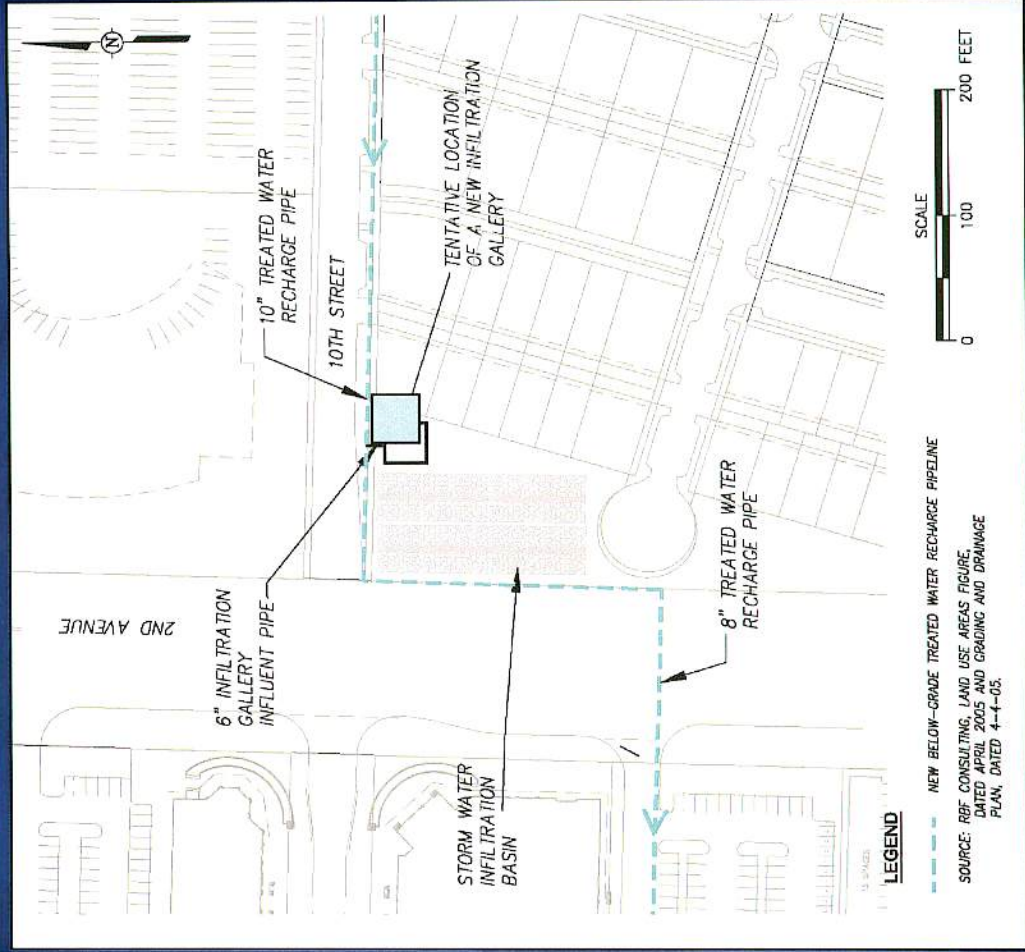 N
10" TREATED WATER
RECHARGE PIPE
10TH STREET
TENTATIVE LOCATION
OF A NEW INFILTRATION
GALLERY
2ND AVENUE
6" INFILTRATION
GALLERY
INFLUENT PIPE
STORM WATER
INFILTRATION
BASIN
8" TREATED WATER
RECHARGE PIPE
SCALE
0 100 200 FEET
LEGEND
NEW BELOW-GRADE TREATED WATER RECHARGE PIPELINE
SOURCE: RBF CONSULTING, LAND USE AREAS FIGURE,
DATED APRIL 2005 AND GRADING AND DRAINAGE
PLAN, DATED 4-4-05.